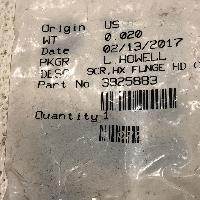 Origin US
WT 0.020
Date 02/13/2017
PKGR L.HOWELL
DESC SCR,HX FLNGE HD C
Part No 3925883
Quantity 1